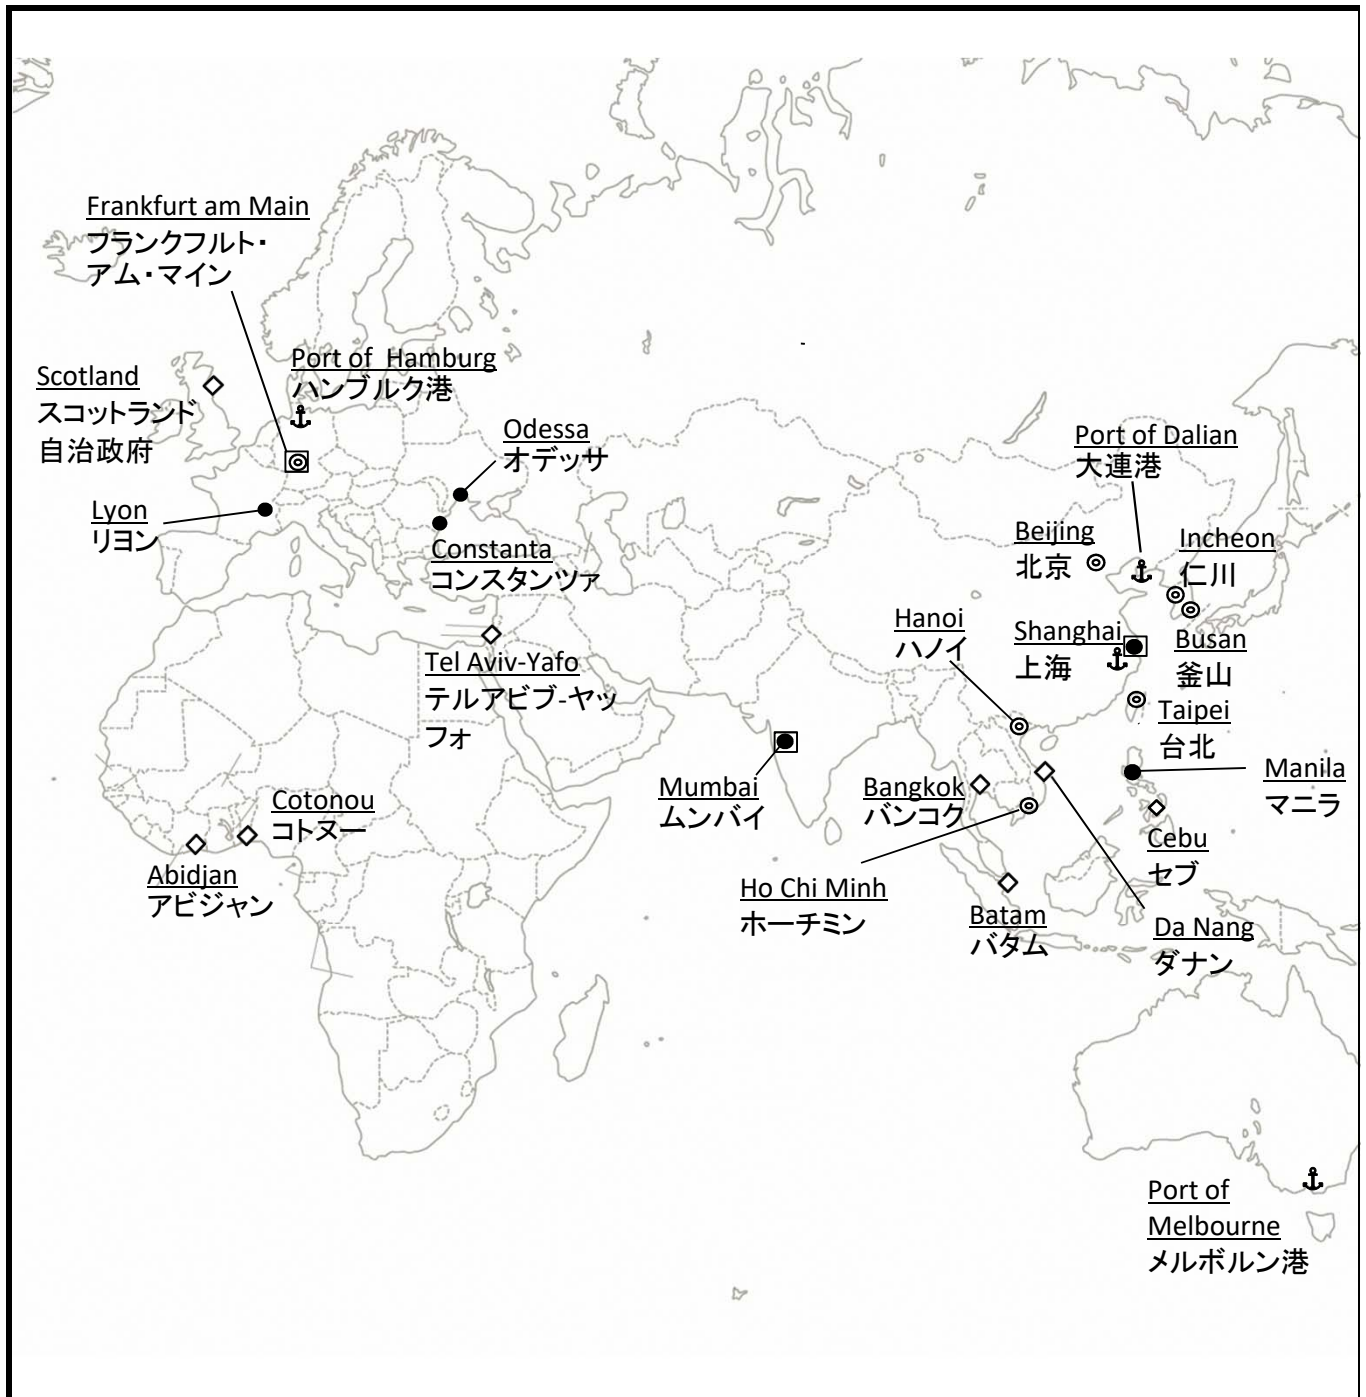 Frankfurt am Main
フランクフルト・
アム・マイン
Port of Hamburg
ハンブルク港
Scotland
スコットランド
自治政府
Odessa
オデッサ
Lyon
リヨン
Constanta
コンスタンツァ
Port of Dalian
大連港
Beijing
北京
Incheon
仁川
Hanoi
ハノイ
Shanghai
上海
Busan
釜山
Tel Aviv-Yafo
テルアビブ-ヤッ
フォ
Taipei
台北
Mumbai
ムンバイ
Bangkok
バンコク
Manila
マニラ
Cotonou
コトヌー
Cebu
セブ
Abidjan
アビジャン
Ho Chi Minh
ホーチミン
Batam
バタム
Da Nang
ダナン
Port of
Melbourne
メルボルン港